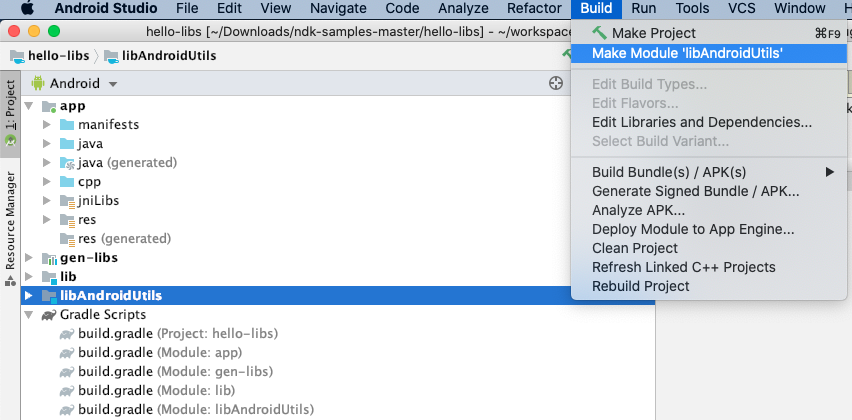 Android Studio File Edit View Navigate Code Analyze Refactor Build Run Tools VCS Window
hello-libs [~/Downloads/ndk-samples-master/hello-libs] - ~/workspace
hello-libs libAndroidUtils
Make Project ⌘F9
Make Module 'libAndroidUtils'
Edit Build Types...
Edit Flavors...
Edit Libraries and Dependencies...
Select Build Variant...
Build Bundle(s) / APK(s)
Generate Signed Bundle / APK...
Analyze APK...
Deploy Module to App Engine...
Clean Project
Refresh Linked C++ Projects
Rebuild Project
1: Project
Resource Manager
Android
app
manifests
java
java (generated)
cpp
jniLibs
res
res (generated)
gen-libs
lib
libAndroidUtils
Gradle Scripts
build.gradle (Project: hello-libs)
build.gradle (Module: app)
build.gradle (Module: gen-libs)
build.gradle (Module: lib)
build.gradle (Module: libAndroidUtils)